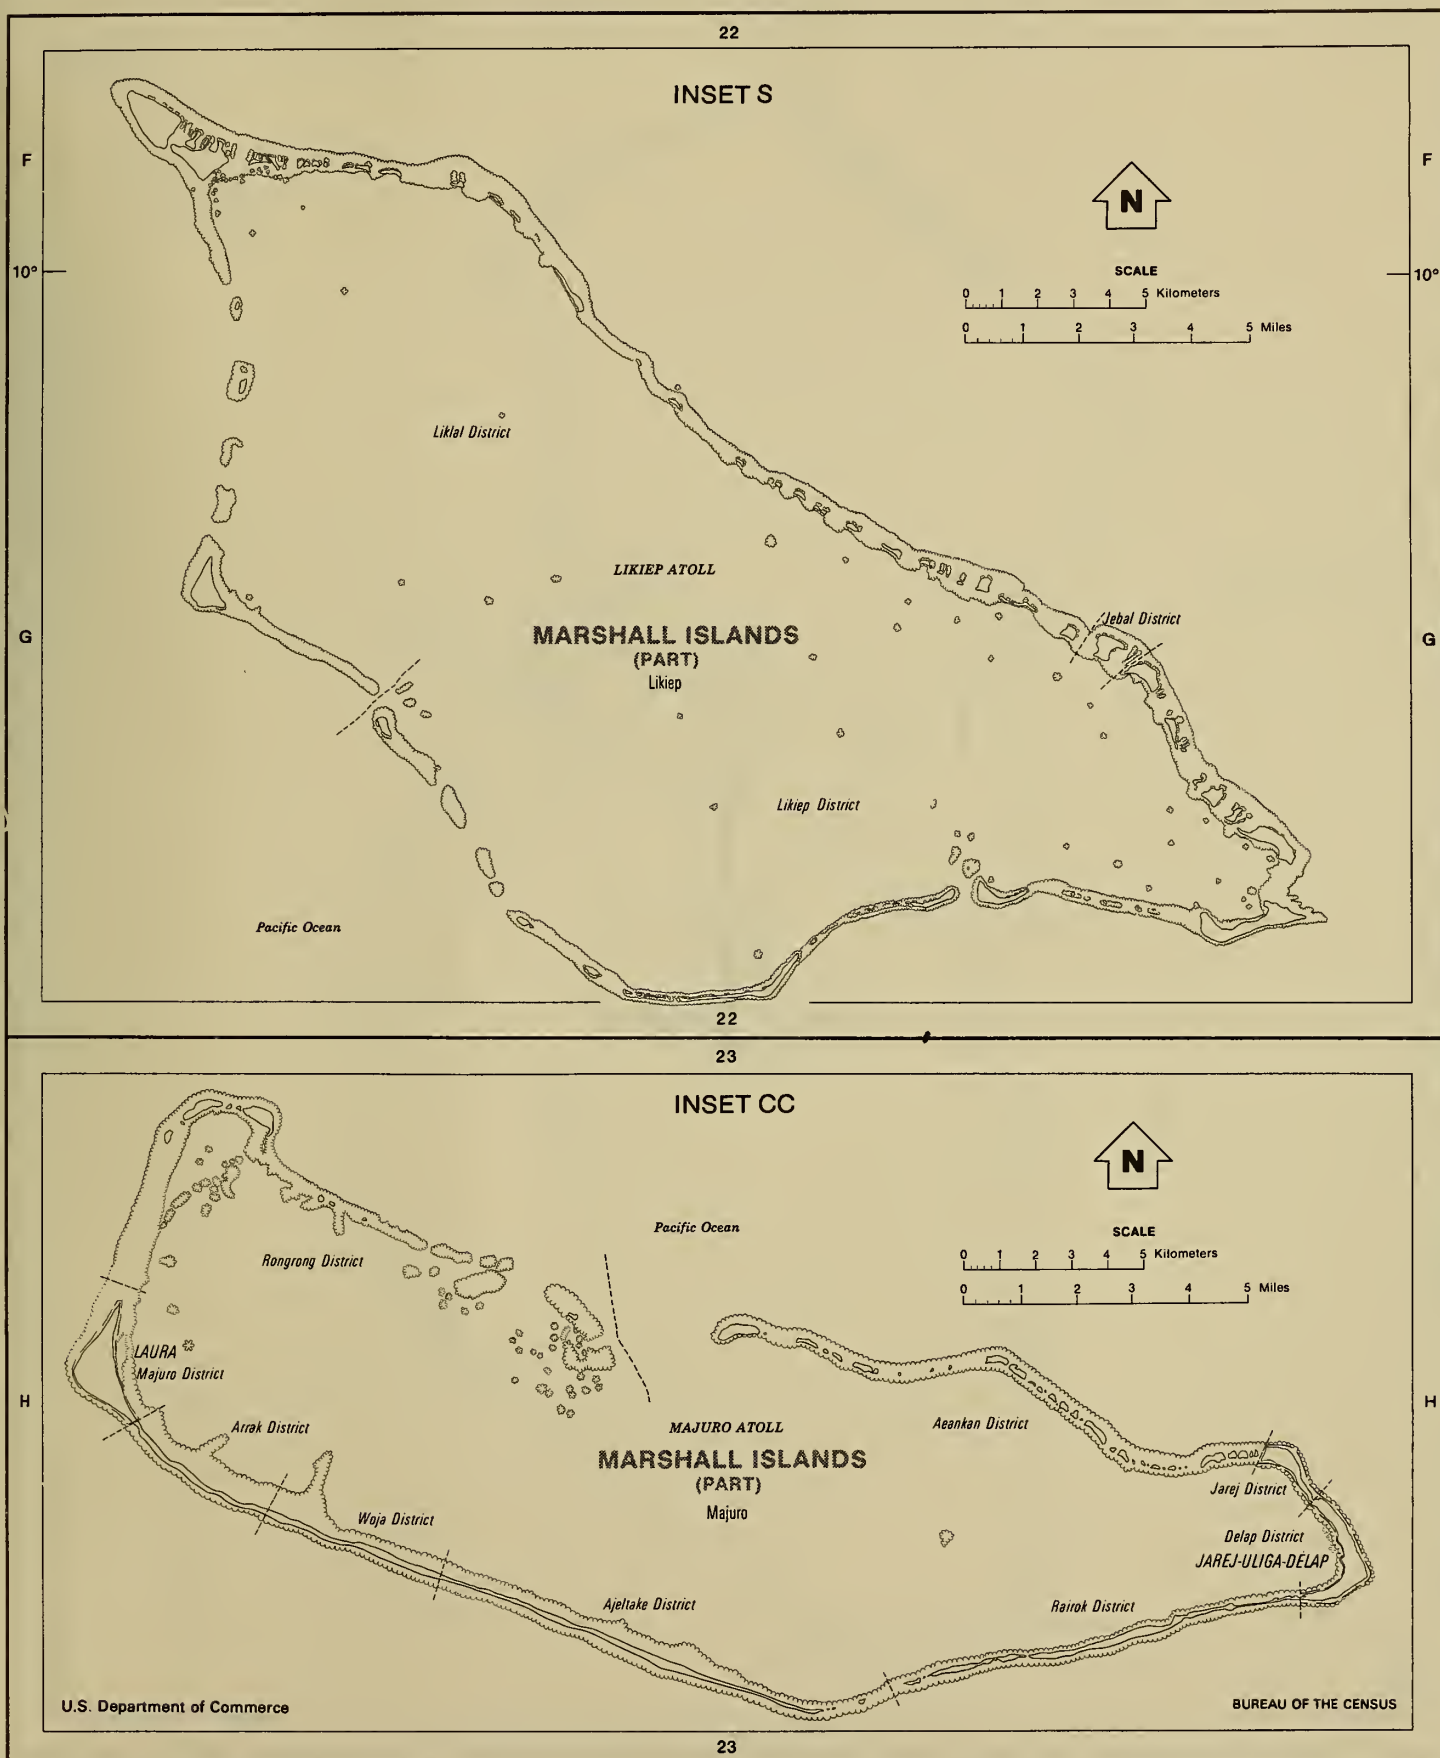 22
INSET S
F
F
N
10°
10°
SCALE
0 1 2 3 4 5 Kilometers
0 1 2 3 4 5 Miles
Liklal District
LIKIEP ATOLL
MARSHALL ISLANDS
(PART)
Likiep
Jebal District
G
G
Likiep District
Pacific Ocean
22
23
INSET CC
N
Pacific Ocean
SCALE
0 1 2 3 4 5 Kilometers
0 1 2 3 4 5 Miles
Rongrong District
LAURA
Majuro District
H
H
Arrak District
MAJURO ATOLL
MARSHALL ISLANDS
(PART)
Majuro
Aeankan District
Jarej District
Woja District
Delap District
JAREJ-ULIGA-DELAP
Ajeltake District
Rairok District
U.S. Department of Commerce
BUREAU OF THE CENSUS
23